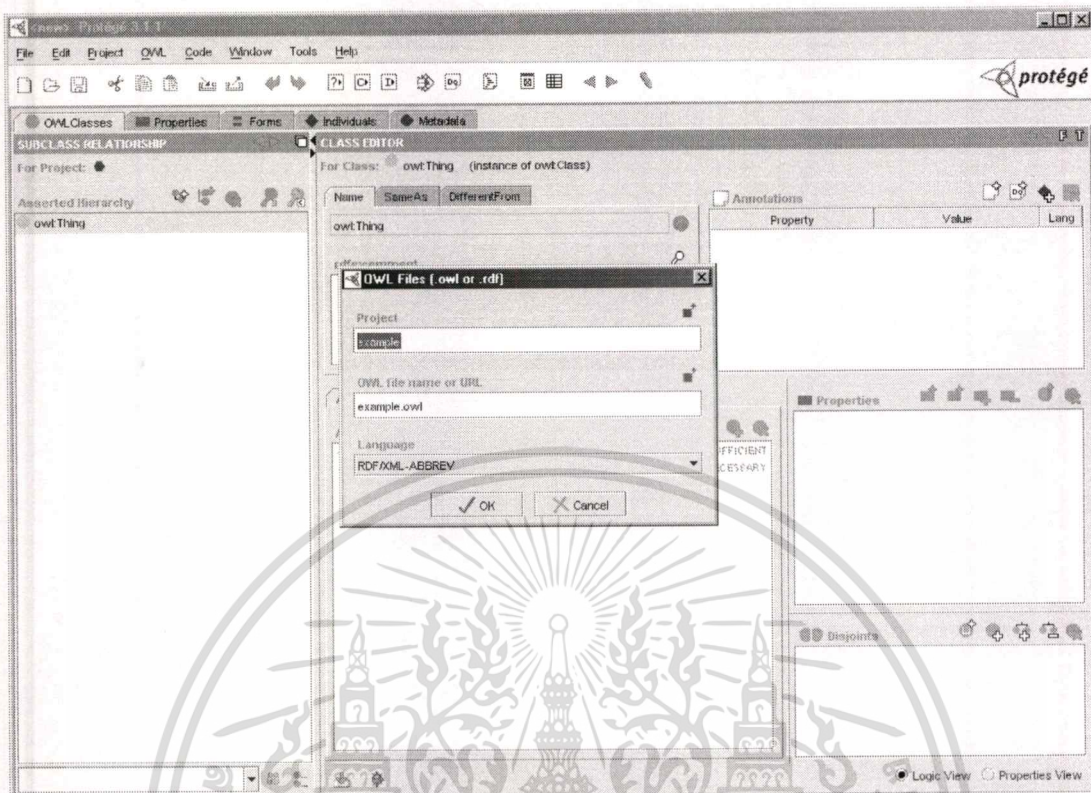 <new> Protégé 3.1.1
File Edit Project OWL Code Window Tools Help
protégé
OWLClasses Properties Forms Individuals Metadata
SUBCLASS RELATIONSHIP
CLASS EDITOR
For Project:
For Class: owl:Thing (instance of owl:Class)
Asserted Hierarchy
Name SameAs DifferentFrom
Annotations
owl:Thing
owl:Thing
Property Value Lang
rdfs:comment
OWL Files (.owl or .rdf)
Project
example
OWL file name or URL
example.owl
Properties
Language
RDF/XML-ABBREV
OK Cancel
Disjoints
Logic View Properties View